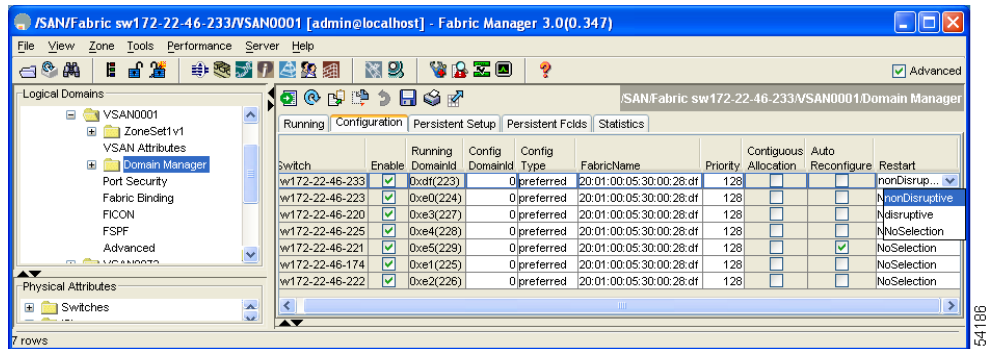 /SAN/Fabric sw172-22-46-233/VSAN0001 [admin@localhost] - Fabric Manager 3.0(0.347)
File View Zone Tools Performance Server Help
Advanced
Logical Domains
VSAN0001
ZoneSet1v1
VSAN Attributes
Domain Manager
Port Security
Fabric Binding
FICON
FSPF
Advanced
Physical Attributes
Switches
/SAN/Fabric sw172-22-46-233/VSAN0001/Domain Manager
Running Configuration Persistent Setup Persistent FcIds Statistics
Switch Enable Running DomainId Config DomainId Config Type FabricName Priority Contiguous Allocation Auto Reconfigure Restart
w172-22-46-233 0xdf(223) 0 preferred 20:01:00:05:30:00:28:df 128 nonDisrup...
w172-22-46-223 0xe0(224) 0 preferred 20:01:00:05:30:00:28:df 128 N
w172-22-46-220 0xe3(227) 0 preferred 20:01:00:05:30:00:28:df 128 N
w172-22-46-225 0xe4(228) 0 preferred 20:01:00:05:30:00:28:df 128 N
w172-22-46-221 0xe5(229) 0 preferred 20:01:00:05:30:00:28:df 128 NoSelection
w172-22-46-174 0xe1(225) 0 preferred 20:01:00:05:30:00:28:df 128 NoSelection
w172-22-46-222 0xe2(226) 0 preferred 20:01:00:05:30:00:28:df 128 NoSelection
nonDisruptive
disruptive
NoSelection
7 rows
54186